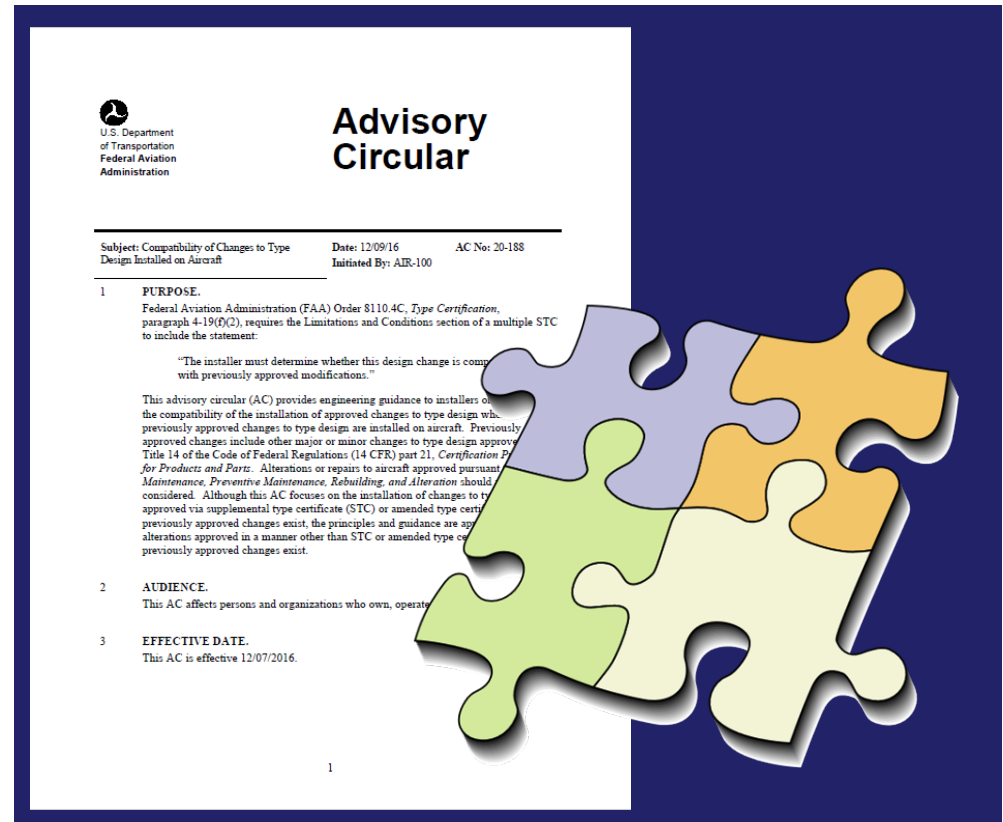 U.S. Department
of Transportation
Federal Aviation
Administration
Advisory
Circular
Subject: Compatibility of Changes to Type
Design Installed on Aircraft
Date: 12/09/16
Initiated By: AIR-100
AC No: 20-188
1 PURPOSE.
Federal Aviation Administration (FAA) Order 8110.4C, Type Certification,
paragraph 4-19(f)(2), requires the Limitations and Conditions section of a multiple STC
to include the statement:
“The installer must determine whether this design change is
with previously approved modifications.”
This advisory circular (AC) provides engineering guidance to installers
the compatibility of the installation of approved changes to type design
previously approved changes to type design are installed on aircraft. Previously
approved changes include other major or minor changes to type design
Title 14 of the Code of Federal Regulations (14 CFR) part 21, Certification
for Products and Parts. Alterations or repairs to aircraft approved pursuant
Maintenance, Preventive Maintenance, Rebuilding, and Alteration should
considered. Although this AC focuses on the installation of changes to
approved via supplemental type certificate (STC) or amended type
previously approved changes exist, the principles and guidance are
alterations approved in a manner other than STC or amended type
previously approved changes exist.
2 AUDIENCE.
This AC affects persons and organizations who own,
3 EFFECTIVE DATE.
This AC is effective 12/07/2016.
1